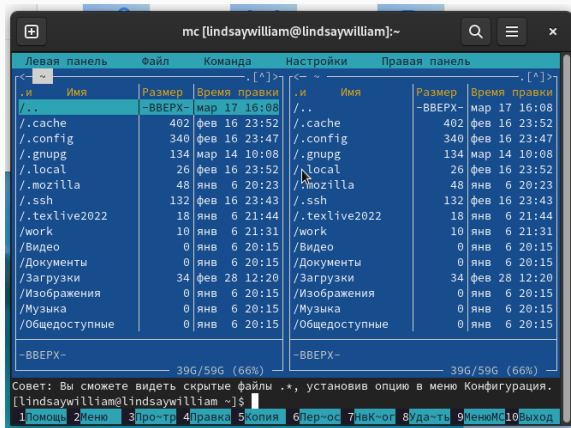 mc [lindsaywilliam@lindsaywilliam]:~
Левая панель Файл Команда Настройки Правая панель
<— ~ .[^]>
.и Имя Размер Время правки
/.. -ВВЕРХ- мар 17 16:08
/.cache 402 фев 16 23:52
/.config 340 фев 16 23:47
/.gnupg 134 мар 14 10:08
/.local 26 фев 16 23:52
/.mozilla 48 янв 6 20:23
/.ssh 132 фев 16 23:43
/.texlive2022 18 янв 6 21:44
/work 10 янв 6 21:31
/Видео 0 янв 6 20:15
/Документы 0 янв 6 20:15
/Загрузки 34 фев 28 12:20
/Изображения 0 янв 6 20:15
/Музыка 0 янв 6 20:15
/Общедоступные 0 янв 6 20:15
-ВВЕРХ-
39G/59G (66%)
<— ~ .[^]>
.и Имя Размер Время правки
/.. -ВВЕРХ- мар 17 16:08
/.cache 402 фев 16 23:52
/.config 340 фев 16 23:47
/.gnupg 134 мар 14 10:08
/.local 26 фев 16 23:52
/.mozilla 48 янв 6 20:23
/.ssh 132 фев 16 23:43
/.texlive2022 18 янв 6 21:44
/work 10 янв 6 21:31
/Видео 0 янв 6 20:15
/Документы 0 янв 6 20:15
/Загрузки 34 фев 28 12:20
/Изображения 0 янв 6 20:15
/Музыка 0 янв 6 20:15
/Общедоступные 0 янв 6 20:15
-ВВЕРХ-
39G/59G (66%)
Совет: Вы сможете видеть скрытые файлы .*, установив опцию в меню Конфигурация.
[lindsaywilliam@lindsaywilliam ~]$
1Помощь 2Меню 3Про~тр 4Правка 5Копия 6Пер~ос 7НвК~ог 8Уда~ть 9МенюMC 10Выход